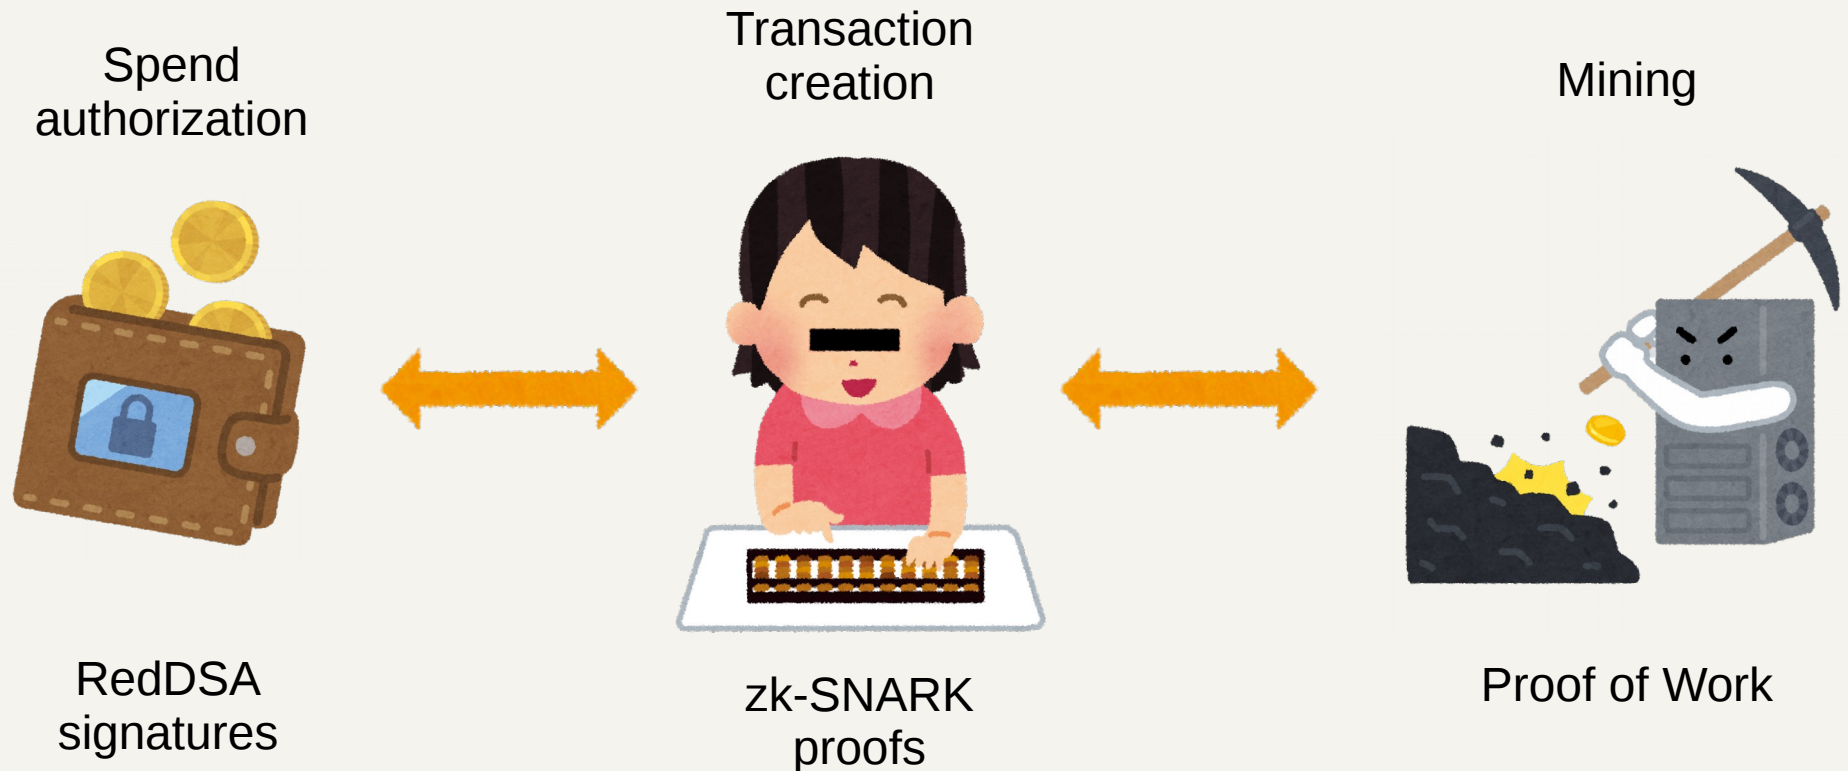 Spend
authorization
Transaction
creation
Mining
RedDSA
signatures
zk-SNARK
proofs
Proof of Work